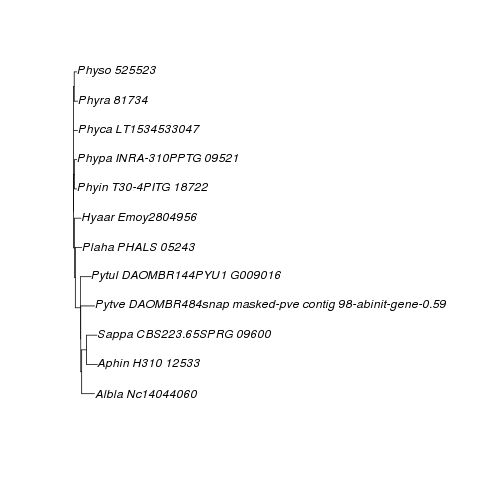 Physo 525523
Phyra 81734
Phyca LT1534533047
Phypa INRA-310PPTG 09521
Phyin T30-4PITG 18722
Hyaar Emoy2804956
Plaha PHALS 05243
Pytul DAOMBR144PYU1 G009016
Pytve DAOMBR484snap masked-pve contig 98-abinit-gene-0.59
Sappa CBS223.65SPRG 09600
Aphin H310 12533
Albla Nc14044060